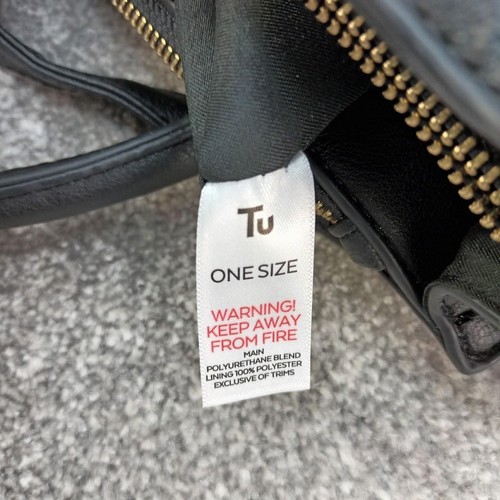 Tu
ONE SIZE
WARNING!
KEEP AWAY
FROM FIRE
MAIN
POLYURETHANE BLEND
LINING 100% POLYESTER
EXCLUSIVE OF TRIMS